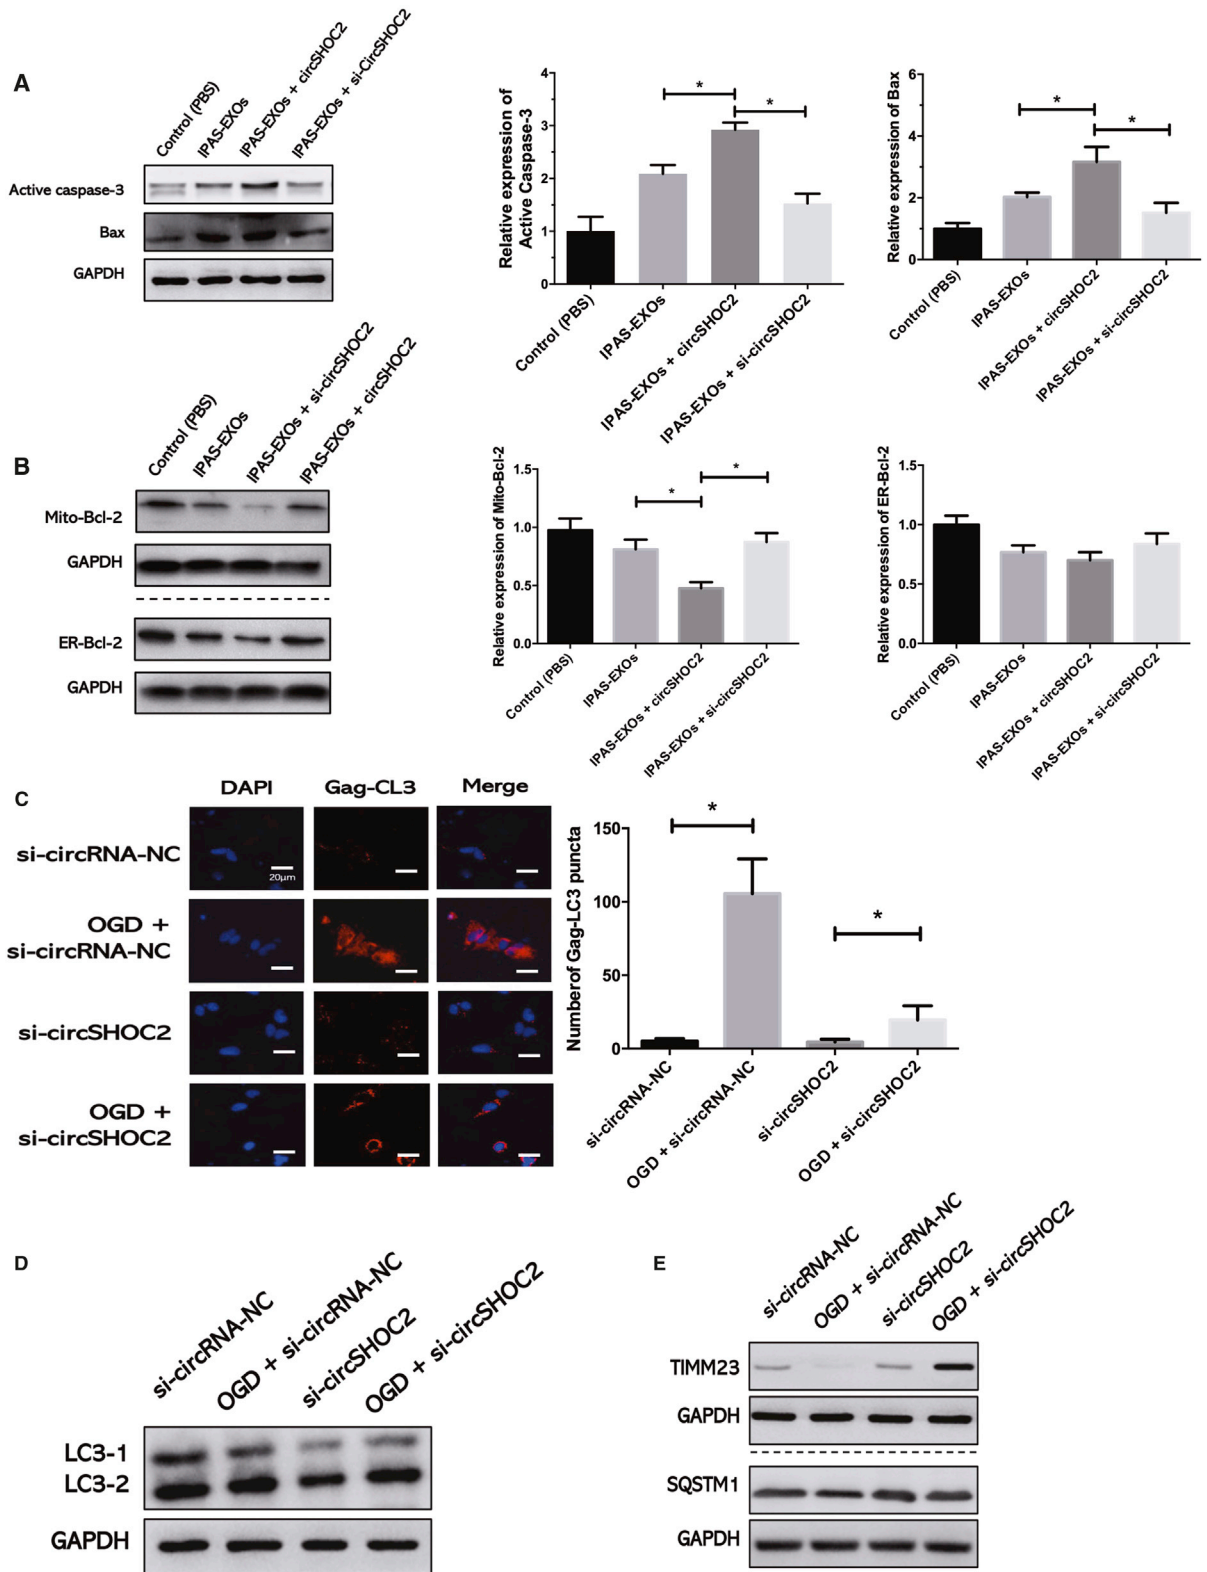 A
Control (PBS)
IPAS-EXOs
IPAS-EXOs + circSHOC2
IPAS-EXOs + si-CircSHOC2
Active caspase-3
Bax
GAPDH
Relative expression of
Active Caspase-3
4
3
2
1
0
*
*
Control (PBS)
IPAS-EXOs
IPAS-EXOs + circSHOC2
IPAS-EXOs + si-circSHOC2
Relative expression of Bax
6
4
2
0
*
*
Control (PBS)
IPAS-EXOs
IPAS-EXOs + circSHOC2
IPAS-EXOs + si-circSHOC2
B
Control (PBS)
IPAS-EXOs
IPAS-EXOs + si-circSHOC2
IPAS-EXOs + circSHOC2
Mito-Bcl-2
GAPDH
ER-Bcl-2
GAPDH
Relative expression of Mito-Bcl-2
1.5
1.0
0.5
0.0
*
*
Control (PBS)
IPAS-EXOs
IPAS-EXOs + circSHOC2
IPAS-EXOs + si-circSHOC2
Relative expression of ER-Bcl-2
1.5
1.0
0.5
0.0
Control (PBS)
IPAS-EXOs
IPAS-EXOs + circSHOC2
IPAS-EXOs + si-circSHOC2
C
DAPI Gag-CL3 Merge
si-circRNA-NC
20μm
OGD +
si-circRNA-NC
si-circSHOC2
OGD +
si-circSHOC2
Number of Gag-LC3 puncta
150
100
50
0
*
*
si-circRNA-NC
OGD + si-circRNA-NC
si-circSHOC2
OGD + si-circSHOC2
D
si-circRNA-NC
OGD + si-circRNA-NC
si-circSHOC2
OGD + si-circSHOC2
LC3-1
LC3-2
GAPDH
E
si-circRNA-NC
OGD + si-circRNA-NC
si-circSHOC2
OGD + si-circSHOC2
TIMM23
GAPDH
SQSTM1
GAPDH